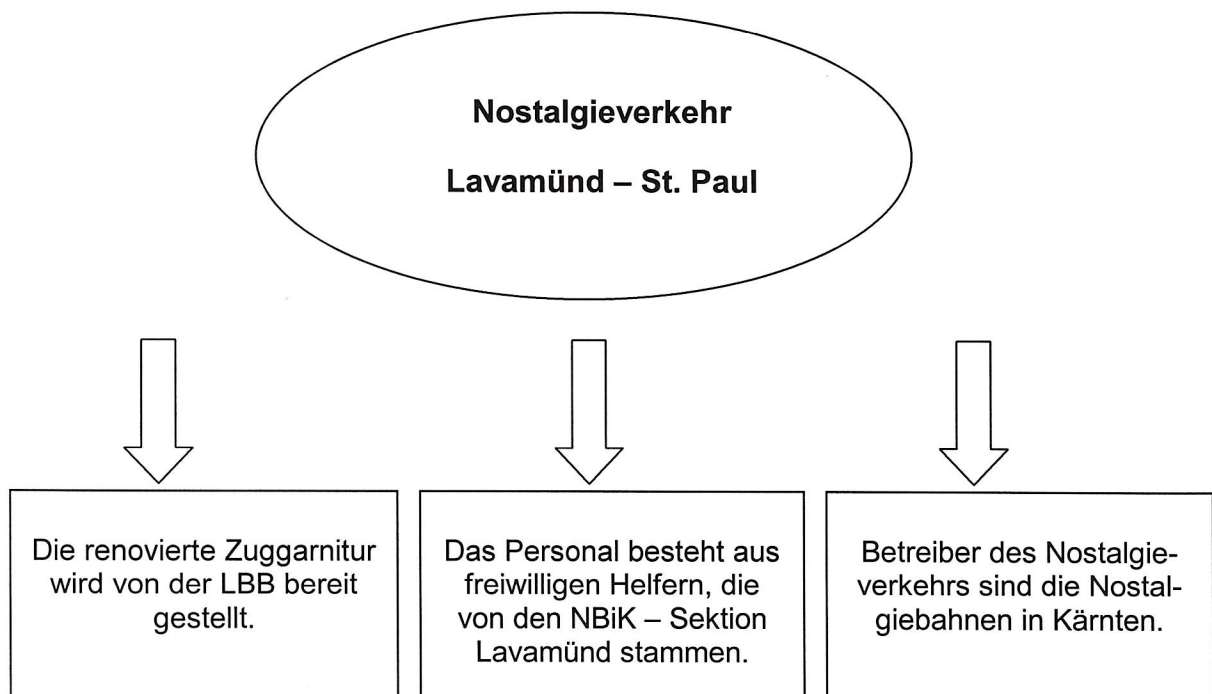 Nostalgieverkehr
Lavamünd – St. Paul
Die renovierte Zuggarnitur
wird von der LBB bereit
gestellt.
Das Personal besteht aus
freiwilligen Helfern, die
von den NBiK – Sektion
Lavamünd stammen.
Betreiber des Nostalgie-
verkehrs sind die Nostal-
giebahnen in Kärnten.